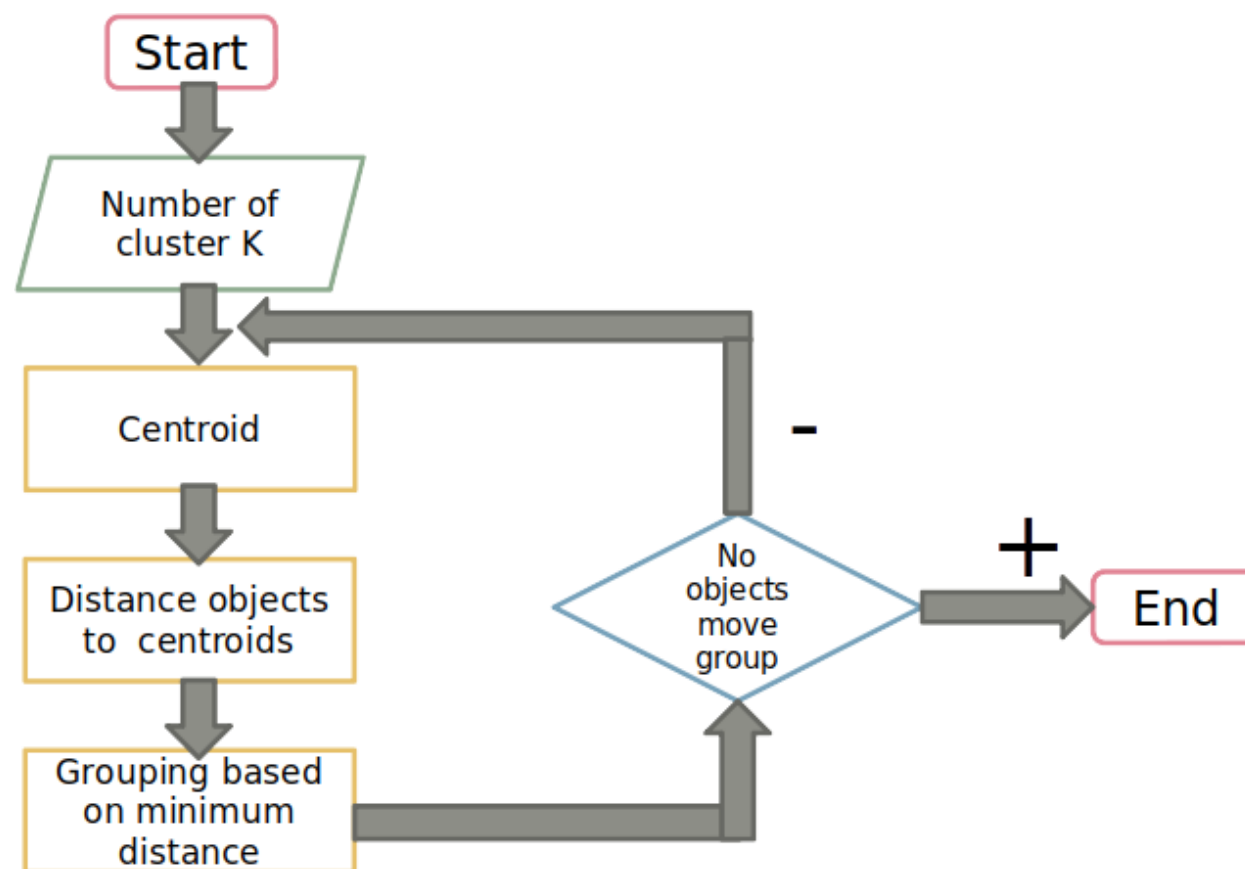 Start
Number of
cluster K
Centroid
Distance objects
to centroids
Grouping based
on minimum
distance
No
objects
move
group
-
+
End